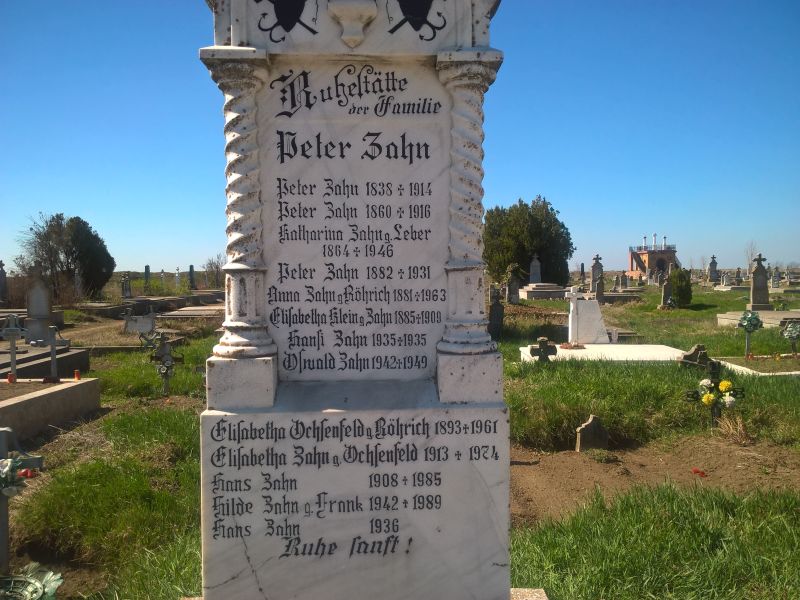 Ruhestätte
der Familie
Peter Zahn
Peter Zahn 1838 ✝ 1914
Peter Zahn 1860 ✝ 1916
Katharina Zahn g. Leber
1864 ✝ 1946
Peter Zahn 1882 ✝ 1931
Anna Zahn g. Röhrich 1881 ✝ 1963
Elisabetha Klein g. Zahn 1885 ✝ 1909
Hansi Zahn 1935 ✝ 1935
Oswald Zahn 1942 ✝ 1949
Elisabetha Ochsenfeld g. Röhrich 1893 ✝ 1961
Elisabetha Zahn g. Ochsenfeld 1913 ✝ 1974
Hans Zahn 1908 ✝ 1985
Hilde Zahn g. Frank 1942 ✝ 1989
Hans Zahn 1936
Ruhe sanft!